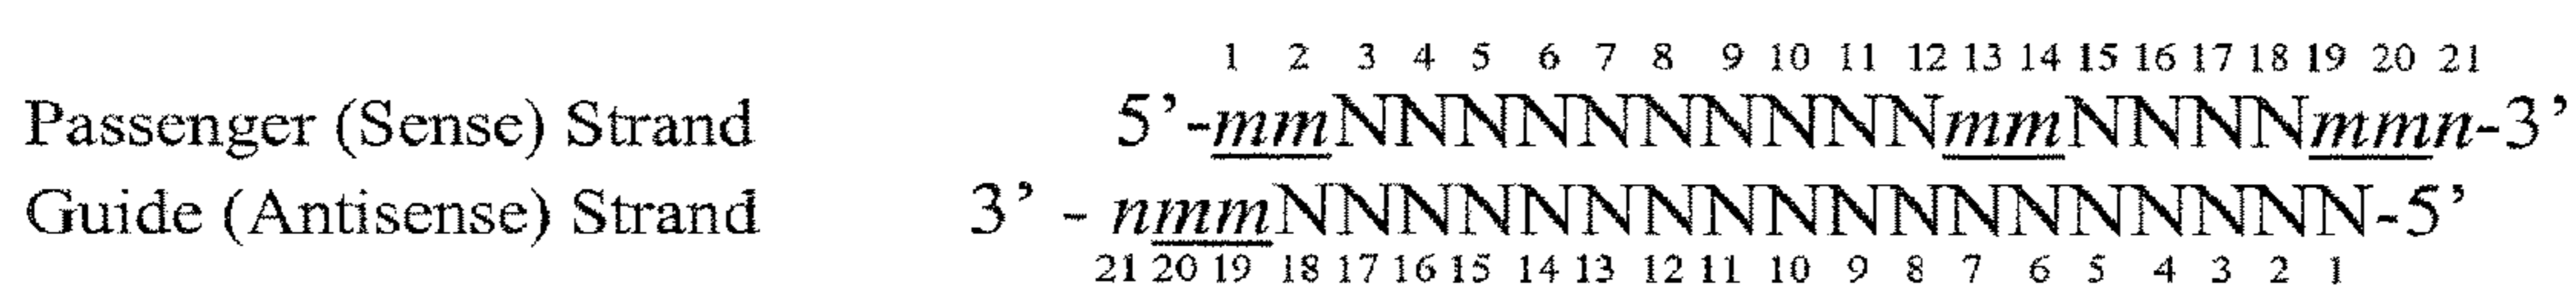 1 2 3 4 5 6 7 8 9 10 11 12 13 14 15 16 17 18 19 20 21
Passenger (Sense) Strand 5’-mmNNNNNNNNNNmmNNNNmmn-3’
Guide (Antisense) Strand 3’ - nmmNNNNNNNNNNNNNNNNNN-5’
21 20 19 18 17 16 15 14 13 12 11 10 9 8 7 6 5 4 3 2 1